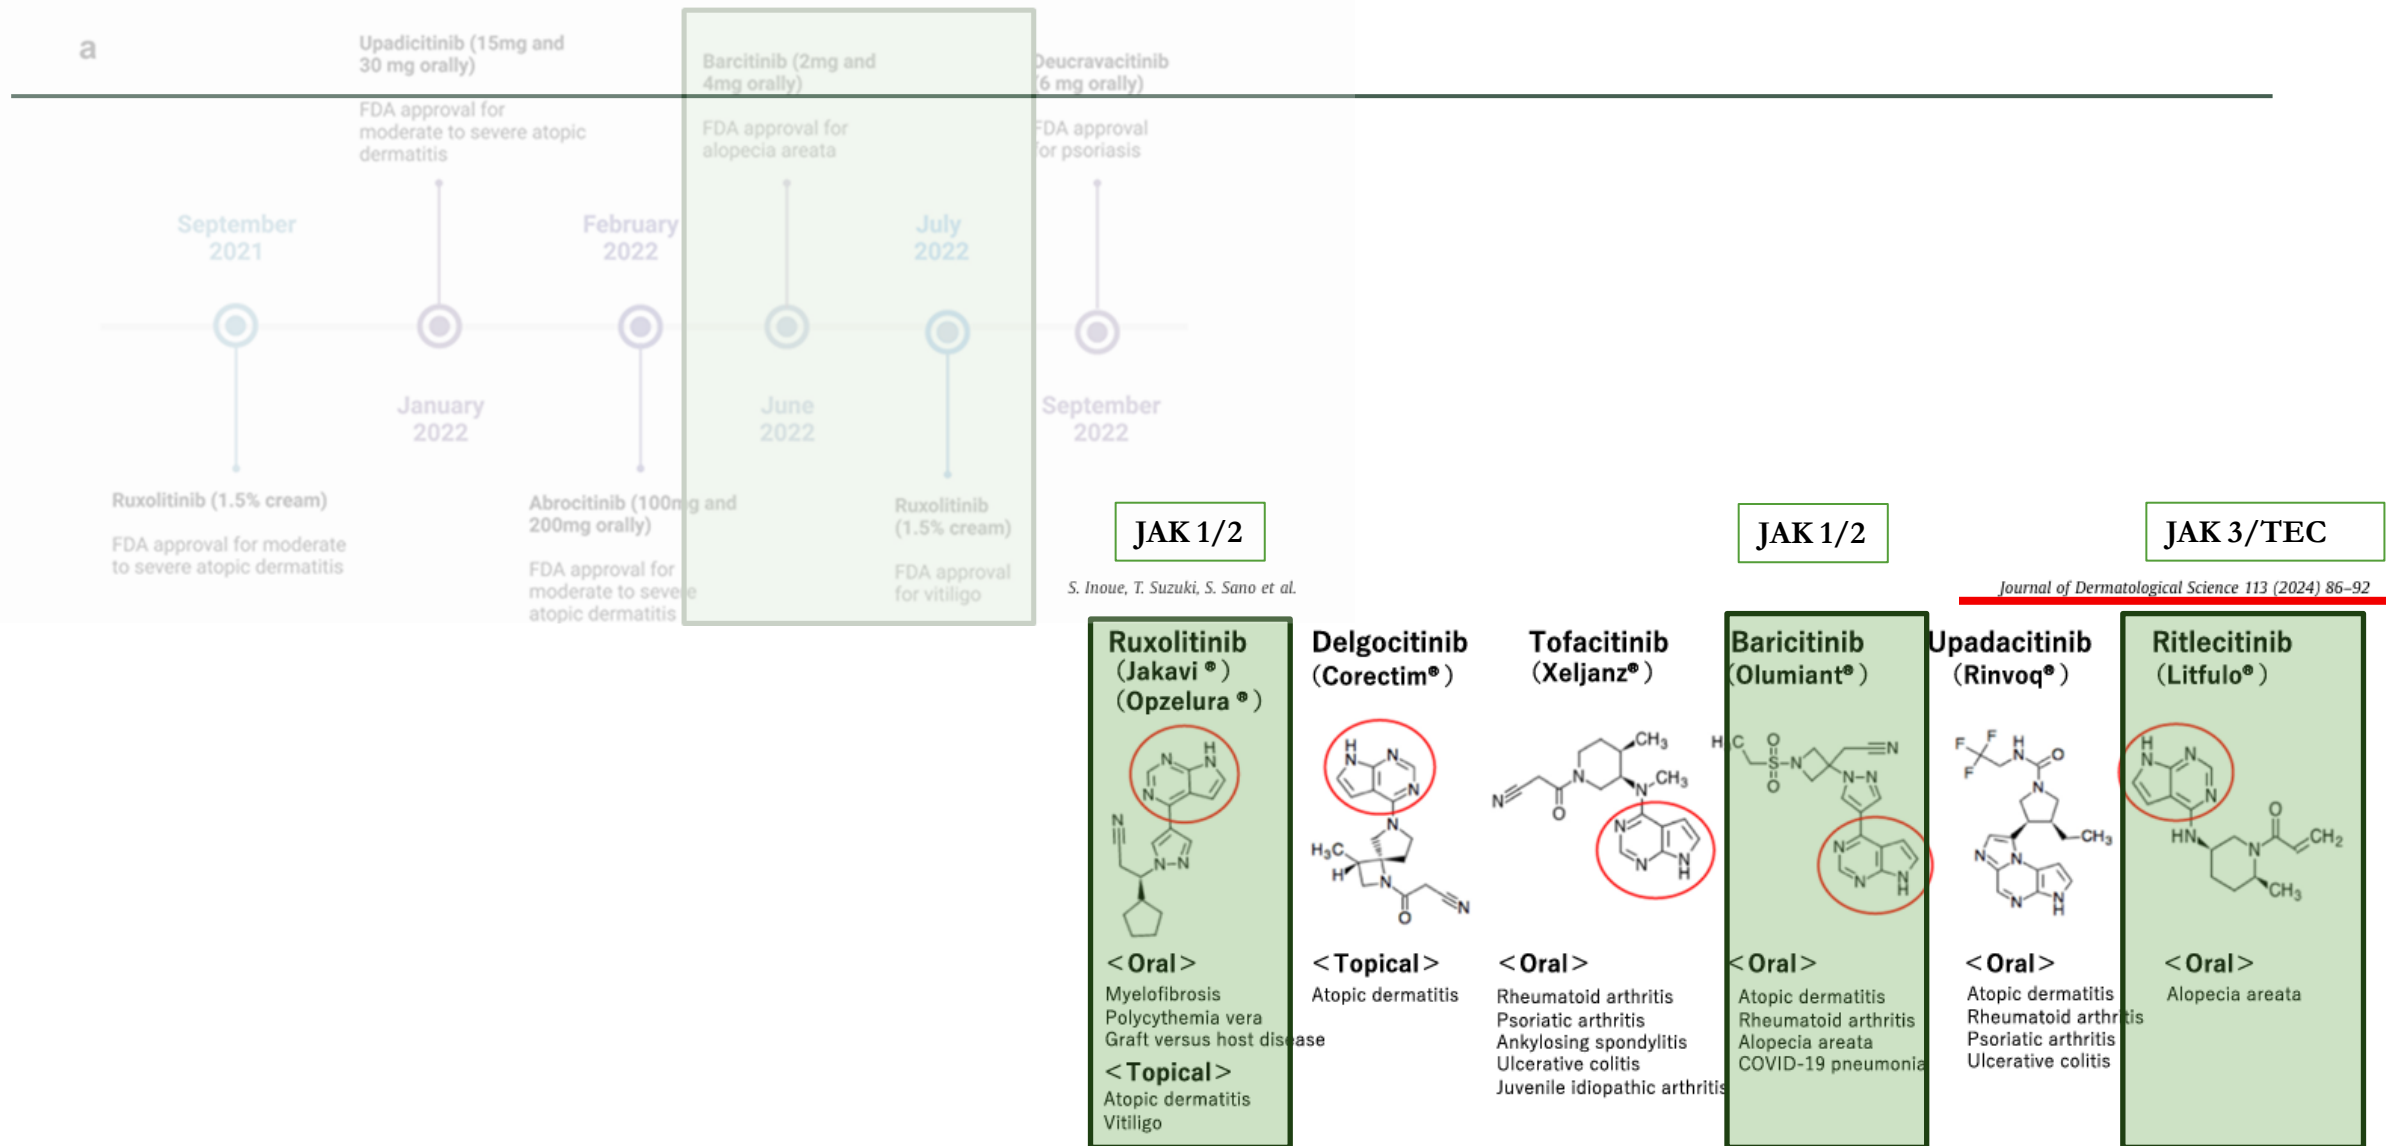 a
Upadicitinib (15mg and
30 mg orally)
FDA approval for
moderate to severe atopic
dermatitis
Barcitinib (2mg and
4mg orally)
FDA approval for
alopecia areata
Deucravacitinib
(6 mg orally)
FDA approval
for psoriasis
September
2021
February
2022
July
2022
January
2022
June
2022
September
2022
Ruxolitinib (1.5% cream)
FDA approval for moderate
to severe atopic dermatitis
Abrocitinib (100mg and
200mg orally)
FDA approval for
moderate to severe
atopic dermatitis
Ruxolitinib
(1.5% cream)
FDA approval
for vitiligo
JAK 1/2
JAK 1/2
JAK 3/TEC
S. Inoue, T. Suzuki, S. Sano et al.
Journal of Dermatological Science 113 (2024) 86–92
Ruxolitinib
(Jakavi ®)
(Opzelura ®)
Delgocitinib
(Corectim®)
Tofacitinib
(Xeljanz®)
Baricitinib
(Olumiant®)
Upadacitinib
(Rinvoq®)
Ritlecitinib
(Litfulo®)
H
N
N
N
N
N
N
H
N
N
N
N
H₃C
H
N
O
N
CH₃
N
CH₃
N
N
O
N
N
N
H
H₃C
O
S
O
N
N
N
N
N
N
N
H
F
F
F
H
N
O
N
CH₃
N
N
N
N
H
H
N
N
N
HN
N
O
CH₂
CH₃
<Oral>
Myelofibrosis
Polycythemia vera
Graft versus host disease
<Topical>
Atopic dermatitis
Vitiligo
<Topical>
Atopic dermatitis
<Oral>
Rheumatoid arthritis
Psoriatic arthritis
Ankylosing spondylitis
Ulcerative colitis
Juvenile idiopathic arthritis
<Oral>
Atopic dermatitis
Rheumatoid arthritis
Alopecia areata
COVID-19 pneumonia
<Oral>
Atopic dermatitis
Rheumatoid arthritis
Psoriatic arthritis
Ulcerative colitis
<Oral>
Alopecia areata